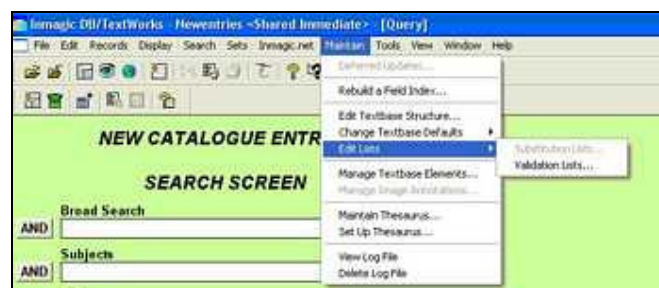 Inmagic DB/TextWorks - Newentries <Shared Immediate> - [Query]
File Edit Records Display Search Sets Inmagic.net Maintain Tools View Window Help
Deferred Updates...
Rebuild a Field Index...
Edit Textbase Structure...
Change Textbase Defaults
Edit Lists
Substitution Lists...
Validation Lists...
Manage Textbase Elements...
Manage Image Annotations...
Maintain Thesaurus...
Set Up Thesaurus...
View Log File
Delete Log File
NEW CATALOGUE ENTR
SEARCH SCREEN
Broad Search
AND
Subjects
AND